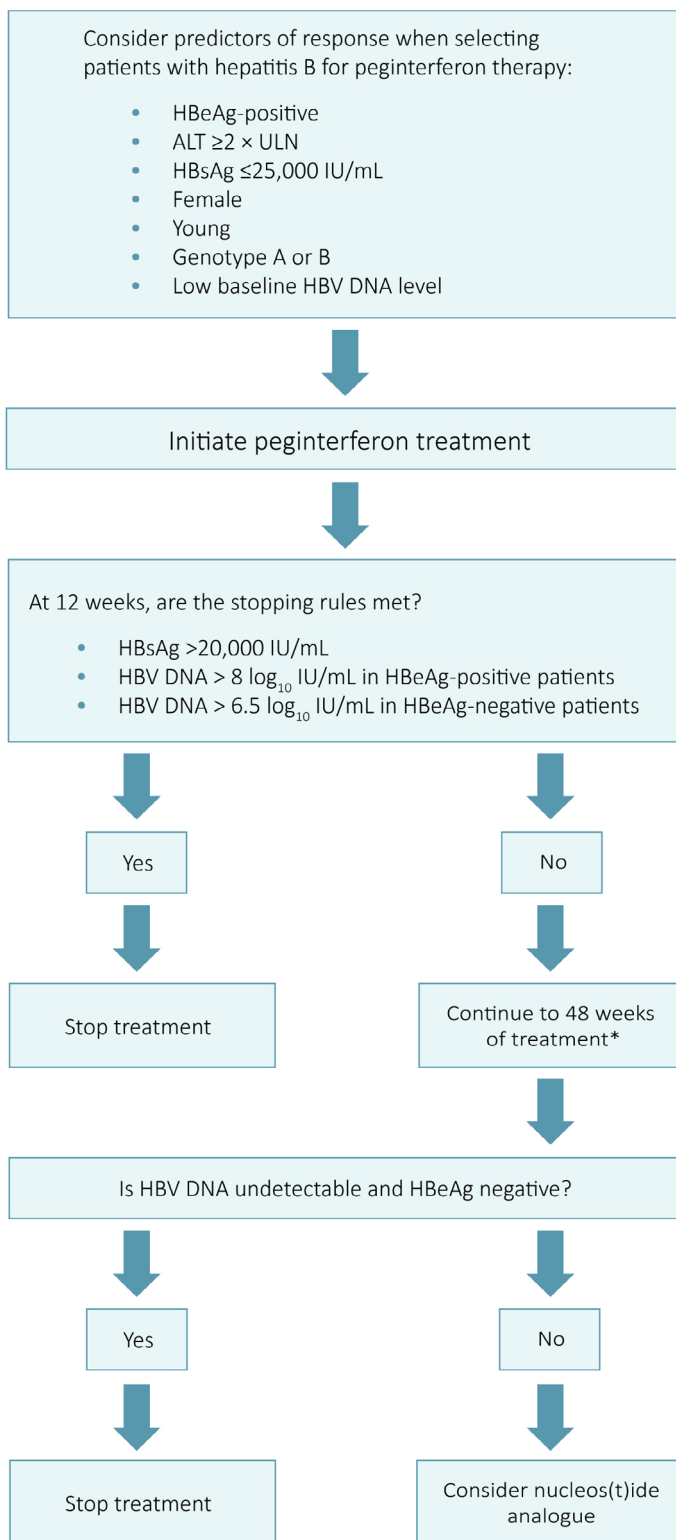 Consider predictors of response when selecting
patients with hepatitis B for peginterferon therapy:
• HBeAg-positive
• ALT ≥2 × ULN
• HBsAg ≤25,000 IU/mL
• Female
• Young
• Genotype A or B
• Low baseline HBV DNA level
Initiate peginterferon treatment
At 12 weeks, are the stopping rules met?
• HBsAg >20,000 IU/mL
• HBV DNA > 8 log₁₀ IU/mL in HBeAg-positive patients
• HBV DNA > 6.5 log₁₀ IU/mL in HBeAg-negative patients
Yes
No
Stop treatment
Continue to 48 weeks
of treatment*
Is HBV DNA undetectable and HBeAg negative?
Yes
No
Stop treatment
Consider nucleos(t)ide
analogue